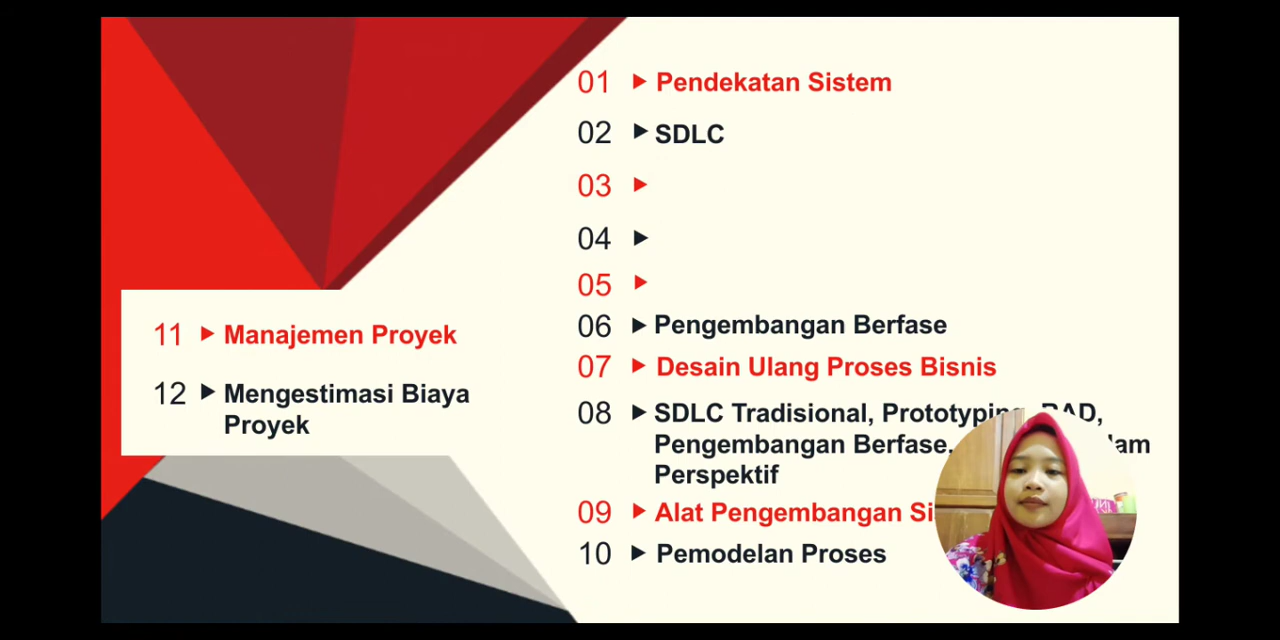 01 Pendekatan Sistem
02 SDLC
03
04
05
06 Pengembangan Berfase
07 Desain Ulang Proses Bisnis
08 SDLC Tradisional, Prototyping, RAD,
Pengembangan Berfase,
Perspektif
09 Alat Pengembangan
10 Pemodelan Proses
11 Manajemen Proyek
12 Mengestimasi Biaya
Proyek